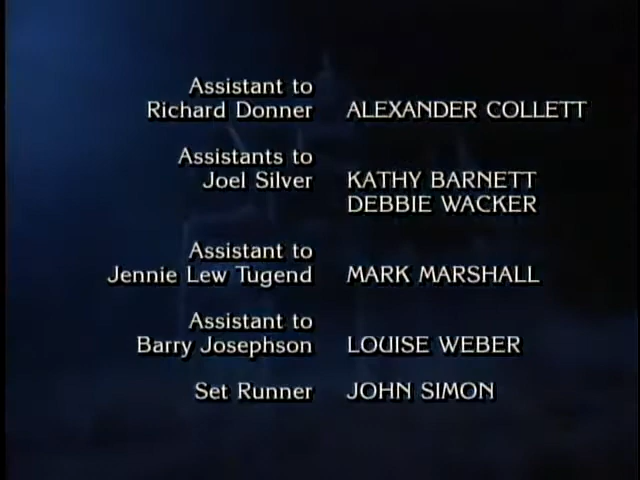 Assistant to
Richard Donner ALEXANDER COLLETT
Assistants to
Joel Silver KATHY BARNETT
DEBBIE WACKER
Assistant to
Jennie Lew Tugend MARK MARSHALL
Assistant to
Barry Josephson LOUISE WEBER
Set Runner JOHN SIMON